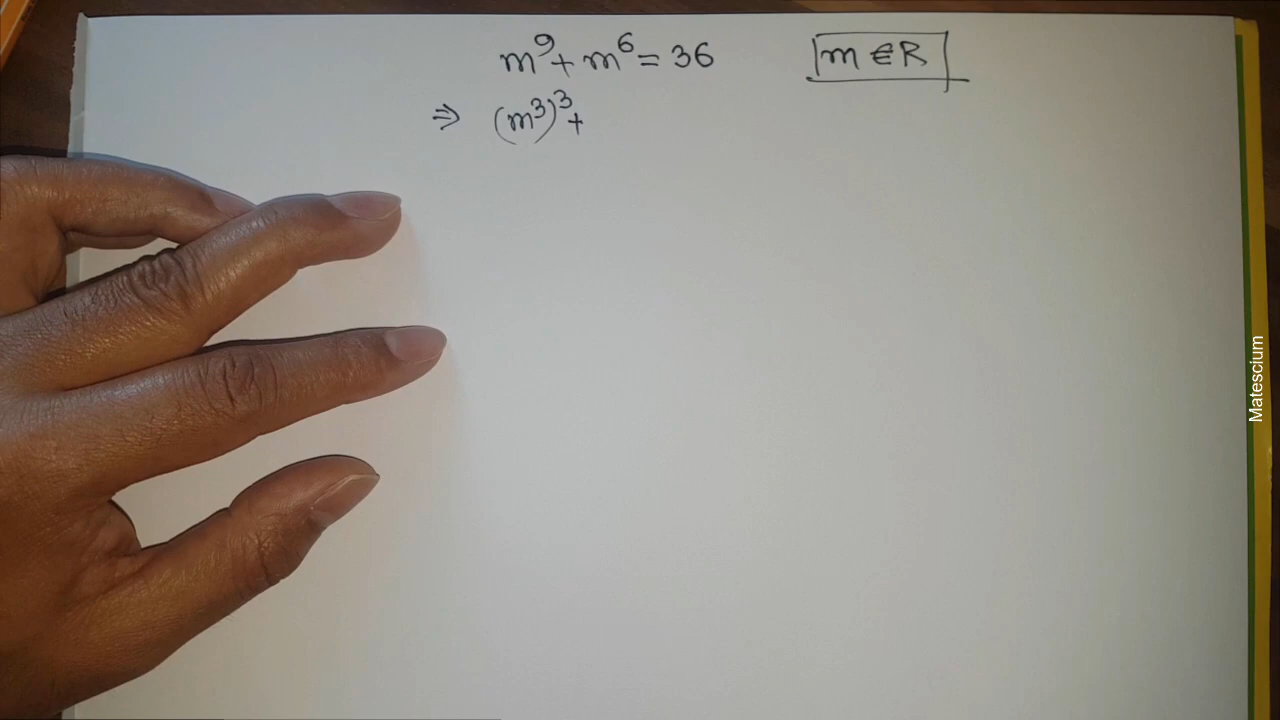 m⁹ + m⁶ = 36 m ∈ R
⇒ (m³)³ +
Matescium